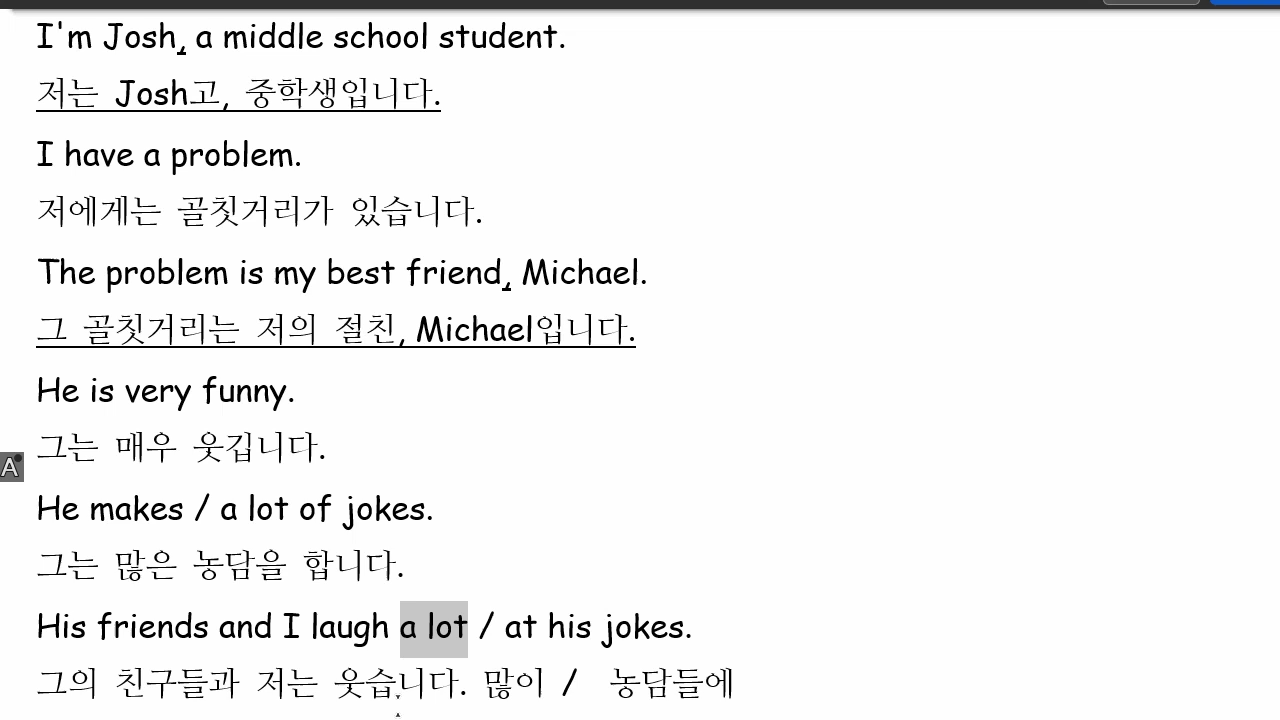 I'm Josh, a middle school student.
저는 Josh고, 중학생입니다.
I have a problem.
저에게는 골칫거리가 있습니다.
The problem is my best friend, Michael.
그 골칫거리는 저의 절친, Michael입니다.
He is very funny.
그는 매우 웃깁니다.
A
He makes / a lot of jokes.
그는 많은 농담을 합니다.
His friends and I laugh a lot / at his jokes.
그의 친구들과 저는 웃습니다. 많이 / 농담들에